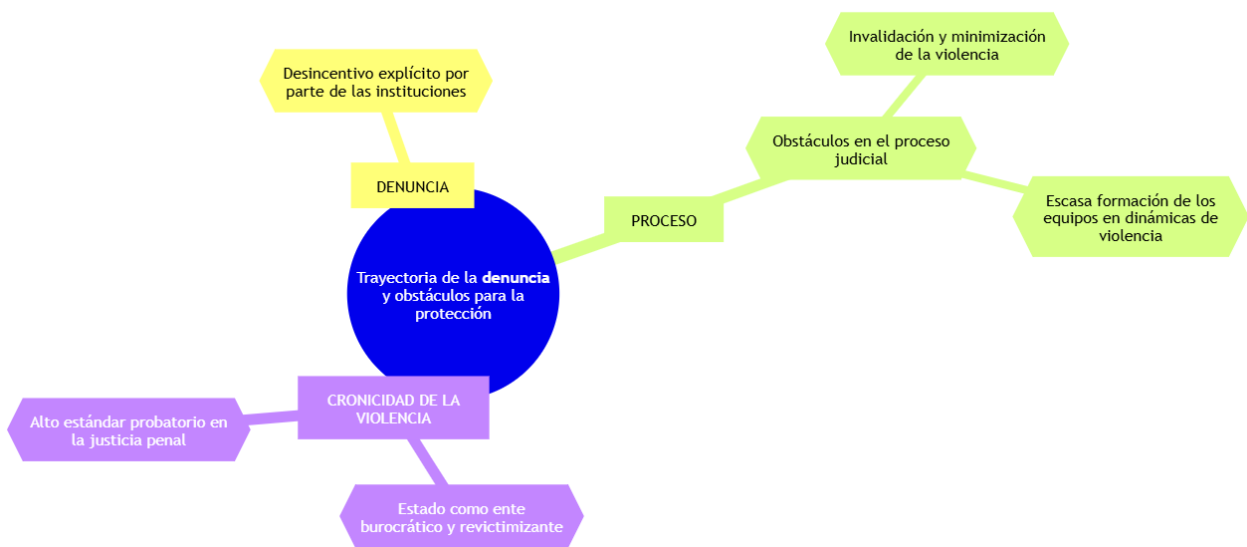 Trayectoria de la denuncia
y obstáculos para la
protección
DENUNCIA
Desincentivo explícito por
parte de las instituciones
PROCESO
Obstáculos en el proceso
judicial
Invalidación y minimización
de la violencia
Escasa formación de los
equipos en dinámicas de
violencia
CRONICIDAD DE LA
VIOLENCIA
Alto estándar probatorio en
la justicia penal
Estado como ente
burocrático y revictimizante